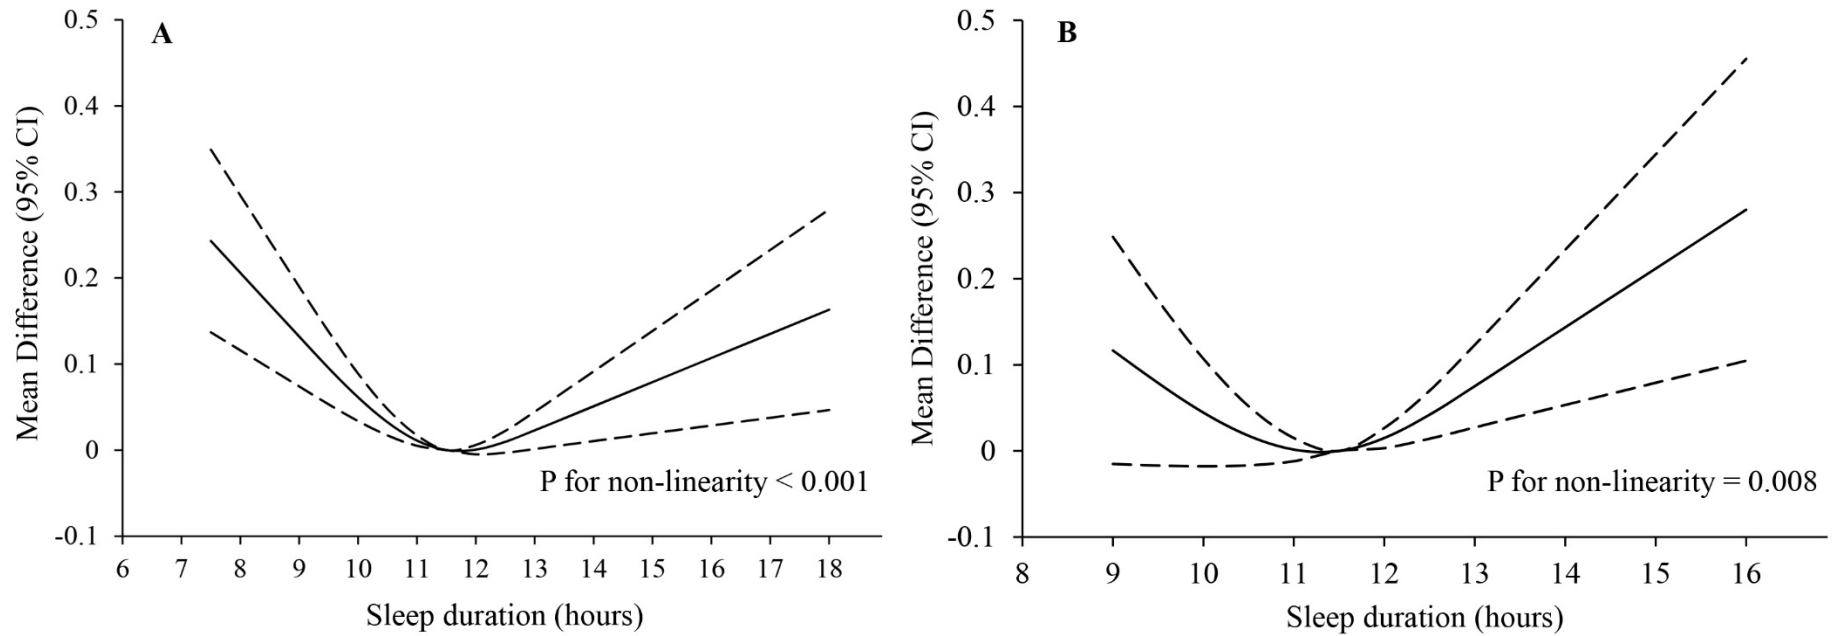 A
Mean Difference (95% CI)
0.5
0.4
0.3
0.2
0.1
0
-0.1
P for non-linearity < 0.001
6 7 8 9 10 11 12 13 14 15 16 17 18
Sleep duration (hours)
B
Mean Difference (95% CI)
0.5
0.4
0.3
0.2
0.1
0
-0.1
P for non-linearity = 0.008
8 9 10 11 12 13 14 15 16
Sleep duration (hours)